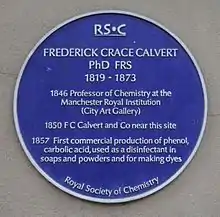 RS•C
FREDERICK CRACE CALVERT
PhD FRS
1819 - 1873
1846 Professor of Chemistry at the
Manchester Royal Institution
(City Art Gallery)
1850 F C Calvert and Co near this site
1857 First commercial production of phenol,
carbolic acid, used as a disinfectant in
soaps and powders and for making dyes
Royal Society of Chemistry